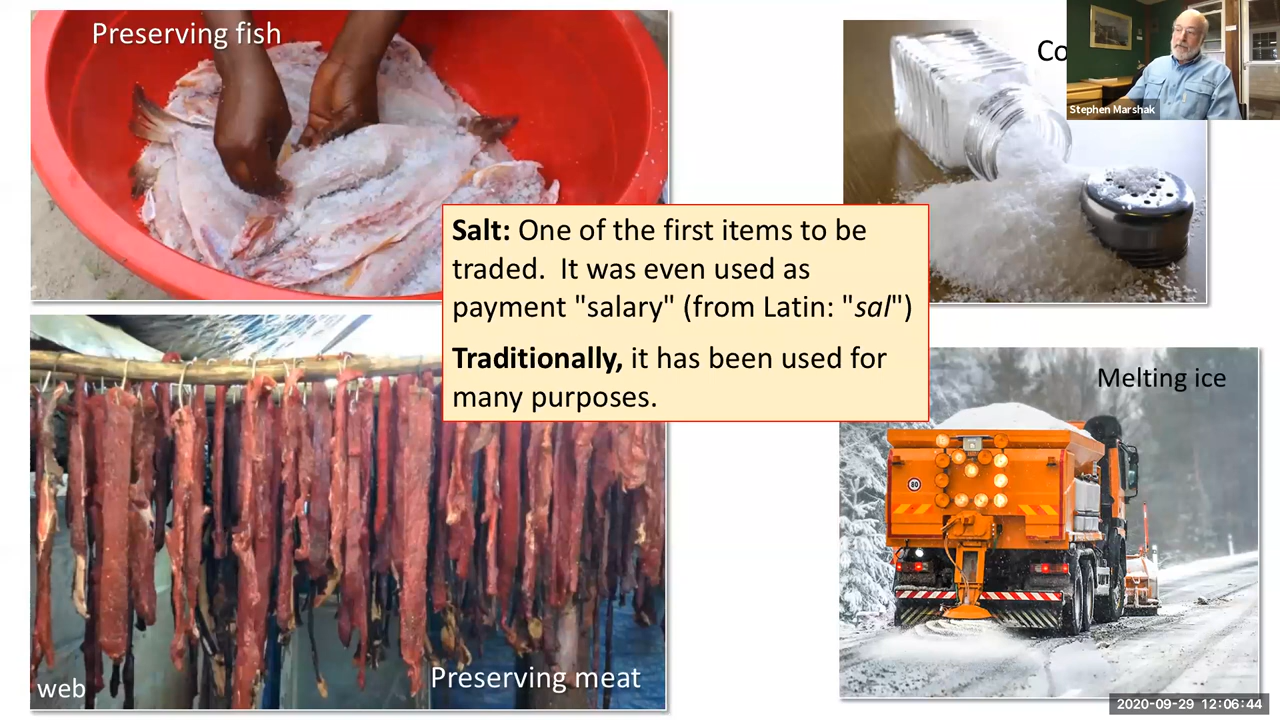 Preserving fish
Co
Stephen Marshak
Salt: One of the first items to be
traded.  It was even used as
payment "salary" (from Latin: "sal")
Traditionally, it has been used for
many purposes.
Melting ice
80
Preserving meat
web
2020-09-29 12:06:44